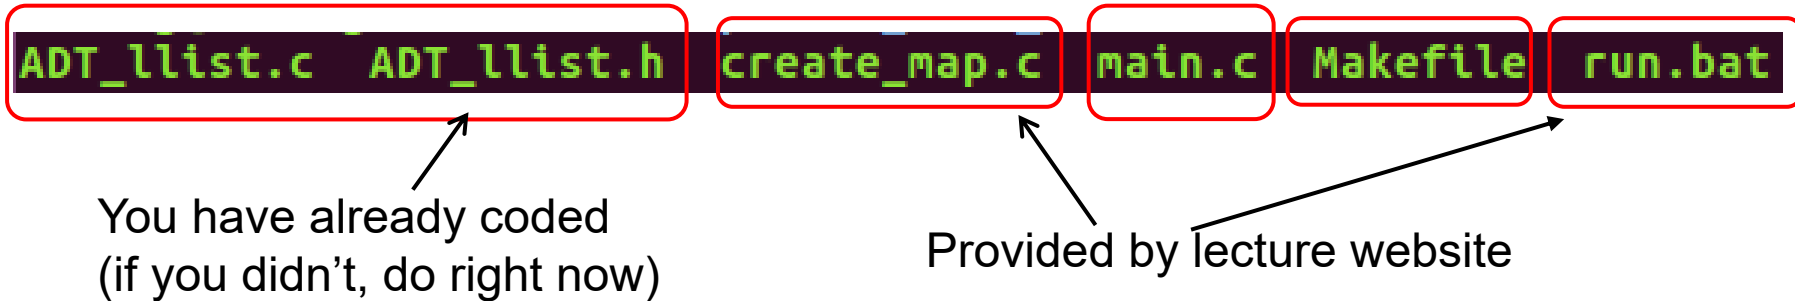 ADT_llist.c ADT_llist.h create_map.c main.c Makefile run.bat
You have already coded
(if you didn’t, do right now)
Provided by lecture website